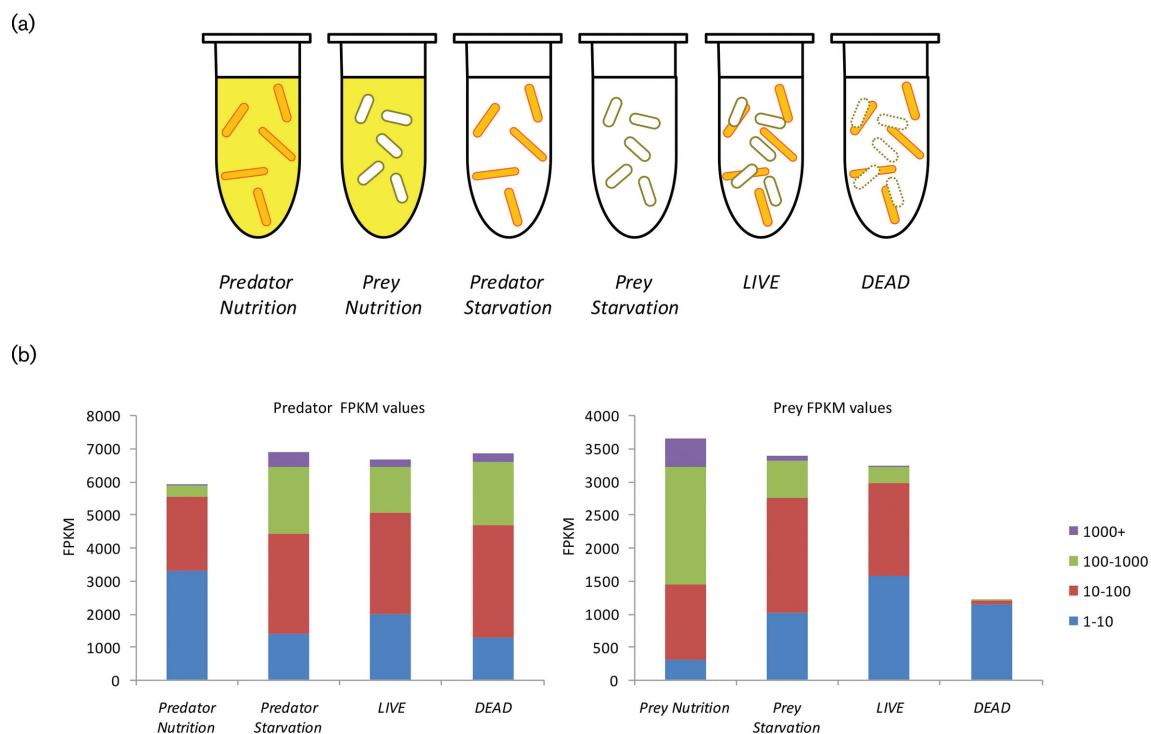 (a)
Predator
Nutrition
Prey
Nutrition
Predator
Starvation
Prey
Starvation
LIVE
DEAD
(b)
Predator FPKM values
8000
7000
6000
5000
4000
3000
2000
1000
0
FPKM
Predator
Nutrition
Predator
Starvation
LIVE
DEAD
Prey FPKM values
4000
3500
3000
2500
2000
1500
1000
500
0
FPKM
Prey Nutrition
Prey
Starvation
LIVE
DEAD
1000+
100-1000
10-100
1-10